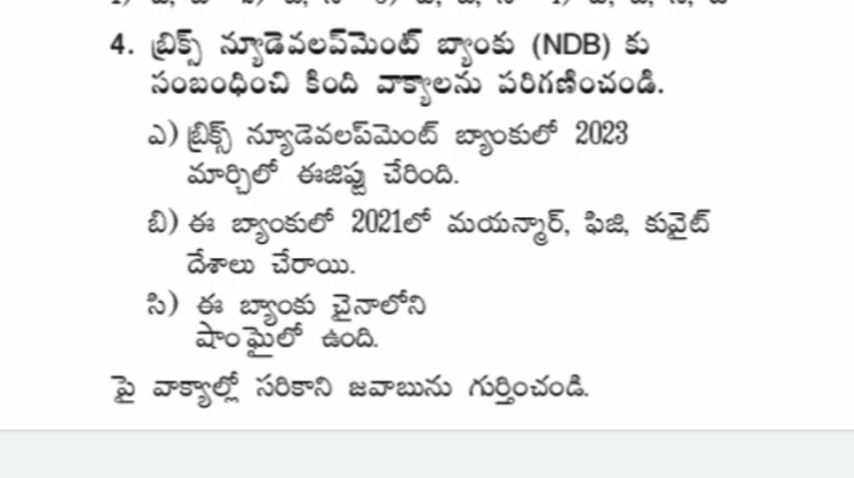 4. బ్రిక్స్ న్యూడెవలప్‌మెంట్ బ్యాంకు (NDB) కు
సంబంధించి కింది వాక్యాలను పరిగణించండి.
ఎ) బ్రిక్స్ న్యూడెవలప్‌మెంట్ బ్యాంకులో 2023
మార్చిలో ఈజిప్టు చేరింది.
బి) ఈ బ్యాంకులో 2021లో మయన్మార్, ఫిజి, కువైట్
దేశాలు చేరాయి.
సి) ఈ బ్యాంకు చైనాలోని
షాంఘైలో ఉంది.
పై వాక్యాల్లో సరికాని జవాబును గుర్తించండి.